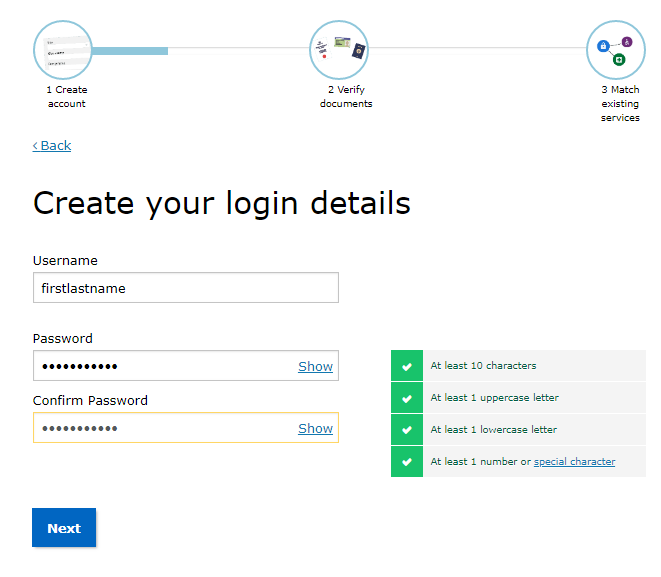 1 Create
account
2 Verify
documents
3 Match
existing
services
‹ Back
Create your login details
Username
firstlastname
Password
••••••••••• Show
Confirm Password
••••••••••• Show
At least 10 characters
At least 1 uppercase letter
At least 1 lowercase letter
At least 1 number or special character
Next